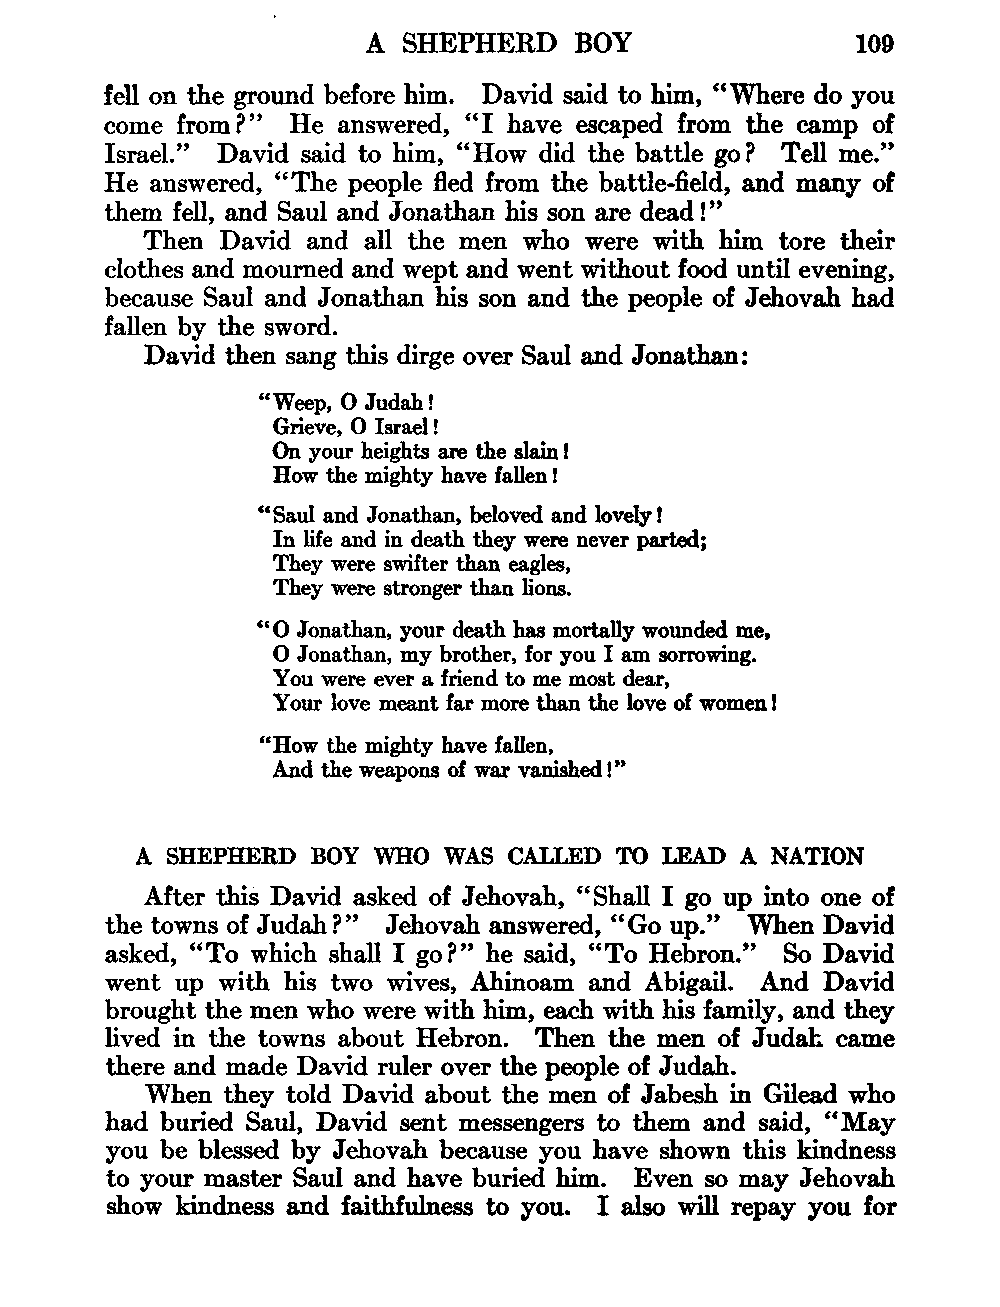 A SHEPHERD BOY 109
fell on the ground before him. David said to him, “Where do you
come from?” He answered, “I have escaped from the camp of
Israel.” David said to him, “How did the battle go? Tell me.”
He answered, “The people fled from the battle-field, and many of
them fell, and Saul and Jonathan his son are dead!”
Then David and all the men who were with him tore their
clothes and mourned and wept and went without food until evening,
because Saul and Jonathan his son and the people of Jehovah had
fallen by the sword.
David then sang this dirge over Saul and Jonathan:
“Weep, O Judah!
Grieve, O Israel!
On your heights are the slain!
How the mighty have fallen!
“Saul and Jonathan, beloved and lovely!
In life and in death they were never parted;
They were swifter than eagles,
They were stronger than lions.
“O Jonathan, your death has mortally wounded me,
O Jonathan, my brother, for you I am sorrowing.
You were ever a friend to me most dear,
Your love meant far more than the love of women!
“How the mighty have fallen,
And the weapons of war vanished!”
A SHEPHERD BOY WHO WAS CALLED TO LEAD A NATION
After this David asked of Jehovah, “Shall I go up into one of
the towns of Judah?” Jehovah answered, “Go up.” When David
asked, “To which shall I go?” he said, “To Hebron.” So David
went up with his two wives, Ahinoam and Abigail. And David
brought the men who were with him, each with his family, and they
lived in the towns about Hebron. Then the men of Judah came
there and made David ruler over the people of Judah.
When they told David about the men of Jabesh in Gilead who
had buried Saul, David sent messengers to them and said, “May
you be blessed by Jehovah because you have shown this kindness
to your master Saul and have buried him. Even so may Jehovah
show kindness and faithfulness to you. I also will repay you for